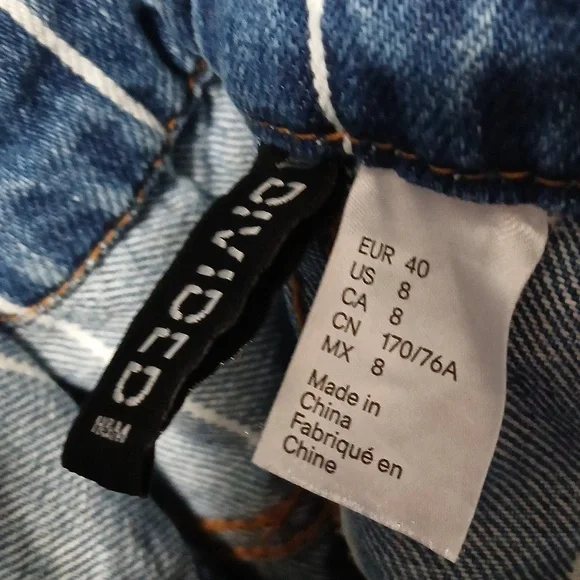 DIVIDED
H&M
EUR 40
US 8
CA 8
CN 170/76A
MX 8
Made in
China
Fabriqué en
Chine